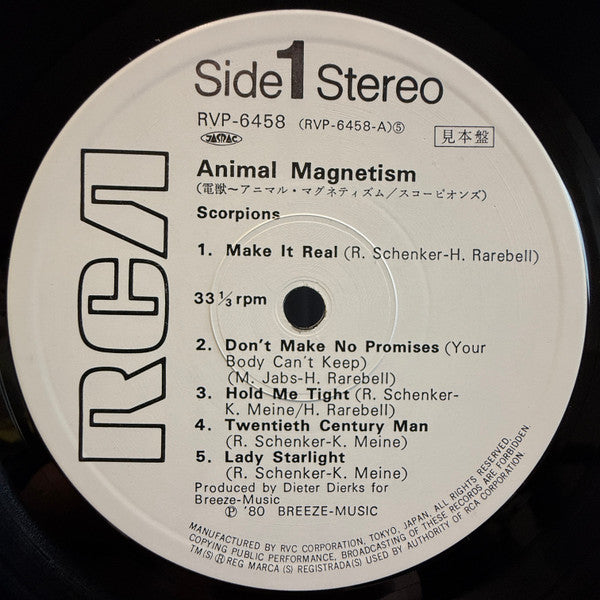 Side 1 Stereo
RVP-6458 (RVP-6458-A)⑤
JASRAC
見本盤
Animal Magnetism
(電獣～アニマル・マグネティズム/スコーピオンズ)
Scorpions
1. Make It Real (R. Schenker-H. Rarebell)
33 1/3 rpm
2. Don't Make No Promises (Your
Body Can't Keep)
(M. Jabs-H. Rarebell)
3. Hold Me Tight (R. Schenker-
K. Meine/H. Rarebell)
4. Twentieth Century Man
(R. Schenker-K. Meine)
5. Lady Starlight
(R. Schenker-K. Meine)
Produced by Dieter Dierks for
Breeze-Music
Ⓟ '80 BREEZE-MUSIC
RCA
MANUFACTURED BY RVC CORPORATION, TOKYO, JAPAN, ALL RIGHTS RESERVED.
COPYING PUBLIC PERFORMANCE, BROADCASTING OF THESE RECORDS ARE FORBIDDEN
TM(S) ® REG MARCA(S) REGISTRADA(S) USED BY AUTHORITY OF RCA CORPORATION.